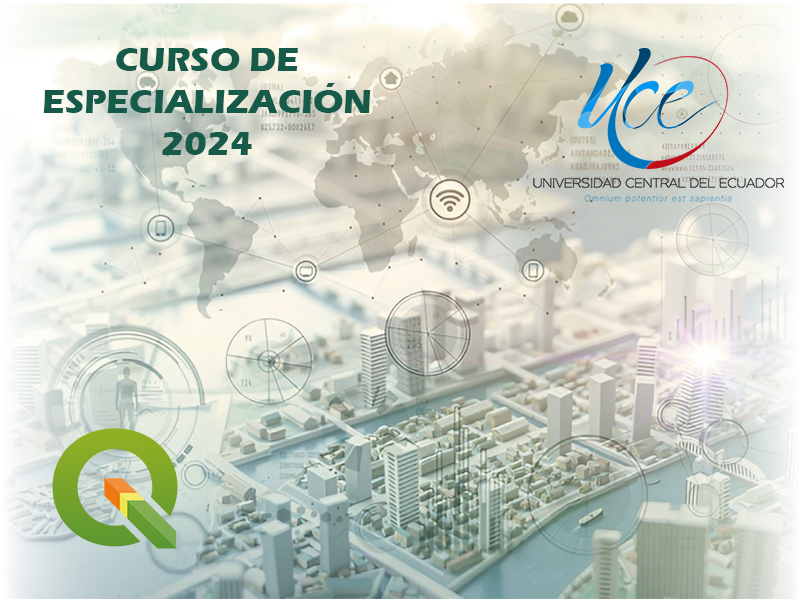 CURSO DE
ESPECIALIZACIÓN
2024
Uce
UNIVERSIDAD CENTRAL DEL ECUADOR
Omnium potentior est sapientia